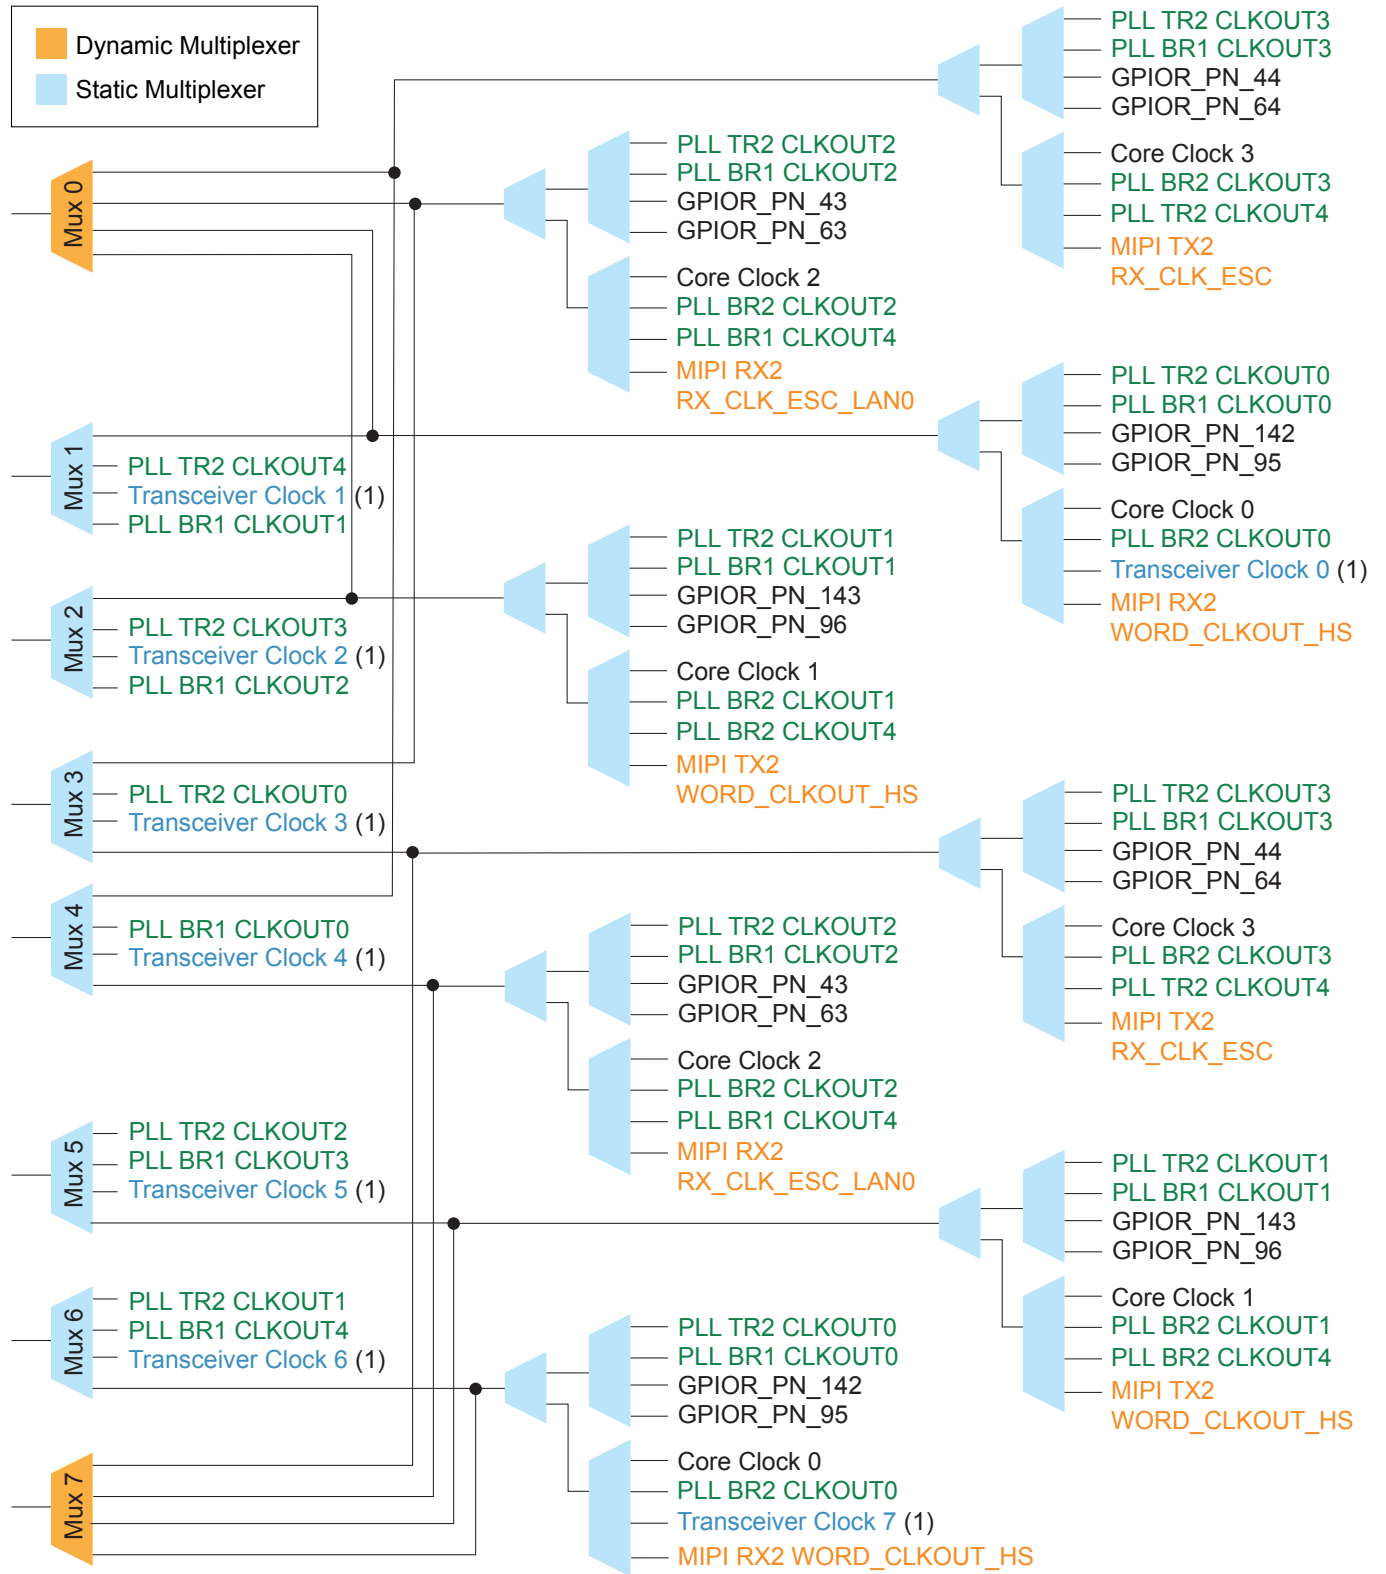 Dynamic Multiplexer
Static Multiplexer
PLL TR2 CLKOUT3
PLL BR1 CLKOUT3
GPIOR_PN_44
GPIOR_PN_64
Core Clock 3
PLL BR2 CLKOUT3
PLL TR2 CLKOUT4
MIPI TX2
RX_CLK_ESC
Mux 0
PLL TR2 CLKOUT2
PLL BR1 CLKOUT2
GPIOR_PN_43
GPIOR_PN_63
Core Clock 2
PLL BR2 CLKOUT2
PLL BR1 CLKOUT4
MIPI RX2
RX_CLK_ESC_LAN0
PLL TR2 CLKOUT0
PLL BR1 CLKOUT0
GPIOR_PN_142
GPIOR_PN_95
Core Clock 0
PLL BR2 CLKOUT0
Transceiver Clock 0 (1)
MIPI RX2
WORD_CLKOUT_HS
Mux 1
PLL TR2 CLKOUT4
Transceiver Clock 1 (1)
PLL BR1 CLKOUT1
PLL TR2 CLKOUT1
PLL BR1 CLKOUT1
GPIOR_PN_143
GPIOR_PN_96
Core Clock 1
PLL BR2 CLKOUT1
PLL BR2 CLKOUT4
MIPI TX2
WORD_CLKOUT_HS
Mux 2
PLL TR2 CLKOUT3
Transceiver Clock 2 (1)
PLL BR1 CLKOUT2
Mux 3
PLL TR2 CLKOUT0
Transceiver Clock 3 (1)
PLL TR2 CLKOUT3
PLL BR1 CLKOUT3
GPIOR_PN_44
GPIOR_PN_64
Core Clock 3
PLL BR2 CLKOUT3
PLL TR2 CLKOUT4
MIPI TX2
RX_CLK_ESC
Mux 4
PLL BR1 CLKOUT0
Transceiver Clock 4 (1)
PLL TR2 CLKOUT2
PLL BR1 CLKOUT2
GPIOR_PN_43
GPIOR_PN_63
Core Clock 2
PLL BR2 CLKOUT2
PLL BR1 CLKOUT4
MIPI RX2
RX_CLK_ESC_LAN0
Mux 5
PLL TR2 CLKOUT2
PLL BR1 CLKOUT3
Transceiver Clock 5 (1)
PLL TR2 CLKOUT1
PLL BR1 CLKOUT1
GPIOR_PN_143
GPIOR_PN_96
Core Clock 1
PLL BR2 CLKOUT1
PLL BR2 CLKOUT4
MIPI TX2
WORD_CLKOUT_HS
Mux 6
PLL TR2 CLKOUT1
PLL BR1 CLKOUT4
Transceiver Clock 6 (1)
PLL TR2 CLKOUT0
PLL BR1 CLKOUT0
GPIOR_PN_142
GPIOR_PN_95
Core Clock 0
PLL BR2 CLKOUT0
Transceiver Clock 7 (1)
MIPI RX2 WORD_CLKOUT_HS
Mux 7